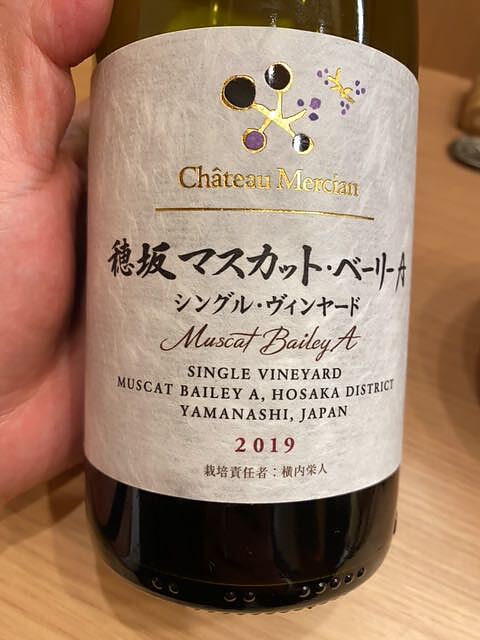 Château Mercian
穂坂 マスカット・ベーリーA
シングル・ヴィンヤード
Muscat Bailey A
SINGLE VINEYARD
MUSCAT BAILEY A, HOSAKA DISTRICT
YAMANASHI, JAPAN
2019
栽培責任者：横内栄人